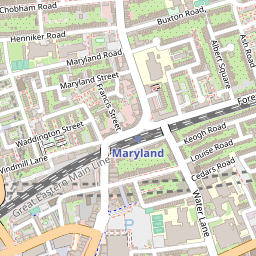 Chobham Road
Buxton Road
Henniker Road
Ash Road
Albert Square
Maryland Road
Maryland Street
Francis Street
Fore
Waddington Street
Keogh Road
Maryland
Louise Road
Windmill Lane
Cedars Road
Great Eastern Main Line
Water Lane